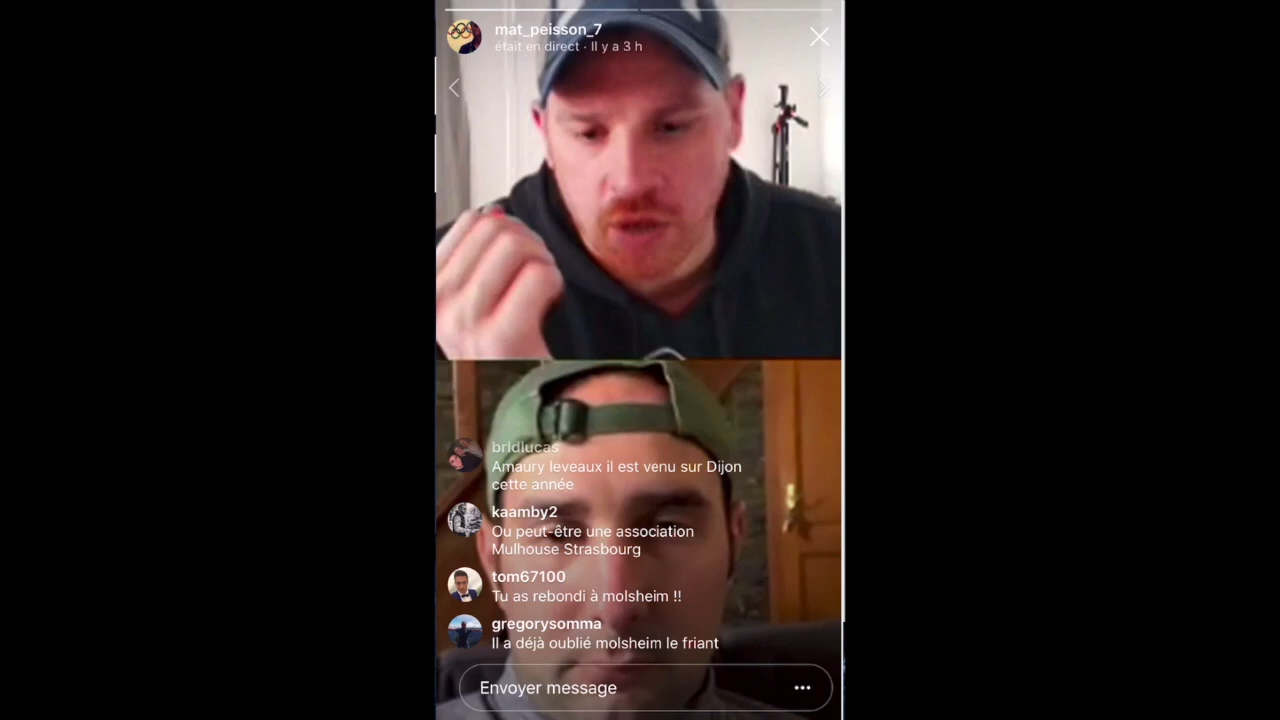 mat_peisson_7
était en direct · Il y a 3 h
brldlucas
Amaury leveaux il est venu sur Dijon
cette année
kaamby2
Ou peut-être une association
Mulhouse Strasbourg
tom67100
Tu as rebondi à molsheim !!
gregorysomma
Il a déjà oublié molsheim le friant
Envoyer message